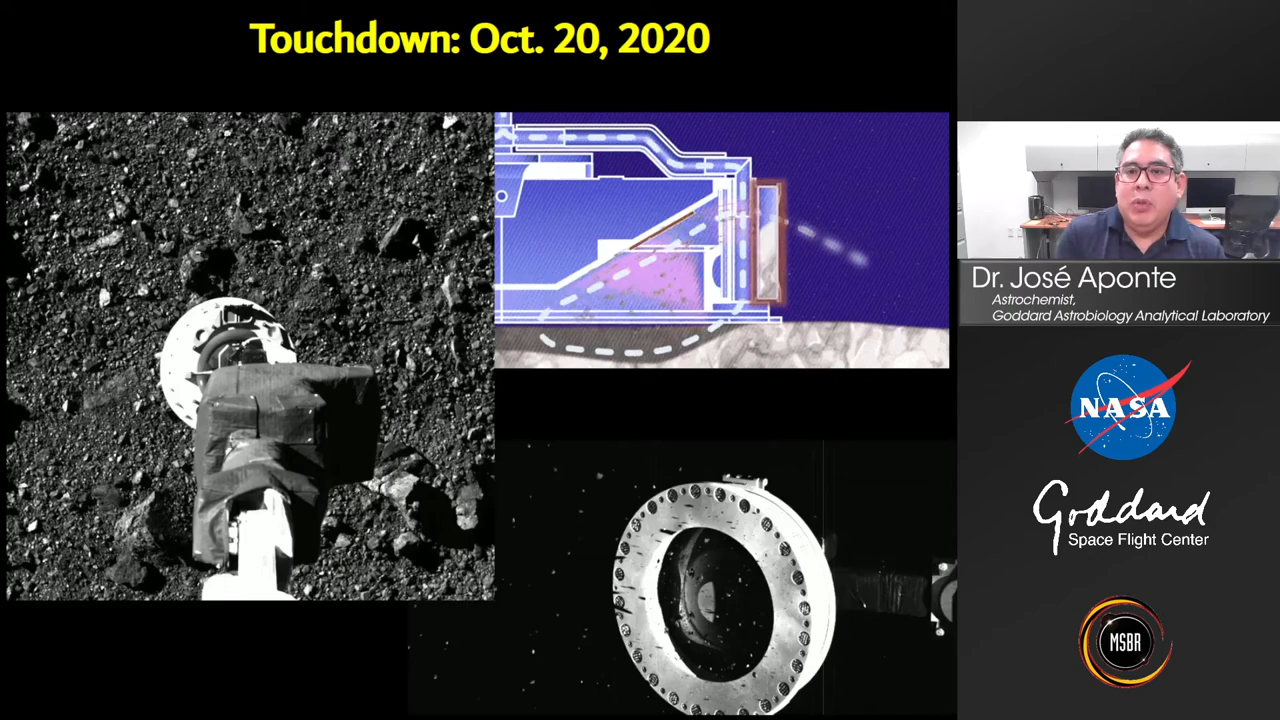 Touchdown: Oct. 20, 2020
Dr. José Aponte
Astrochemist,
Goddard Astrobiology Analytical Laboratory
NASA
Goddard
Space Flight Center
MSBR